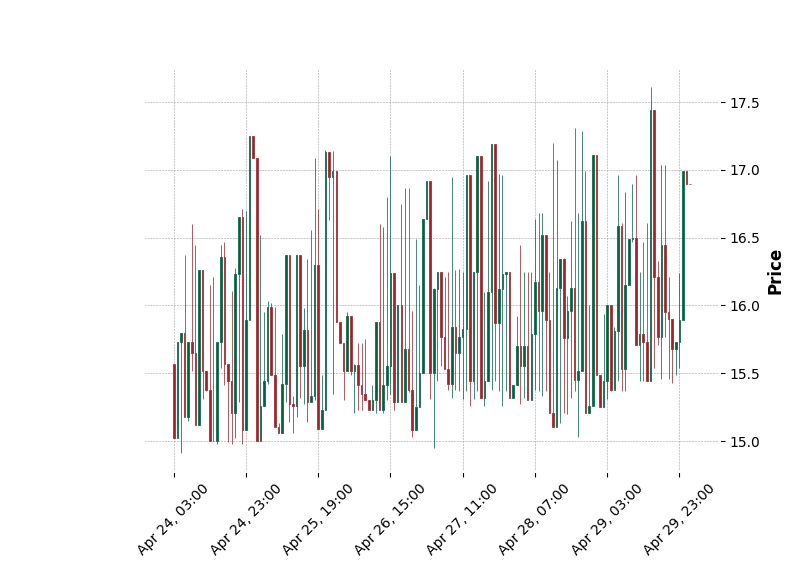 17.5
17.0
16.5
16.0
15.5
15.0
Price
Apr 24, 03:00
Apr 24, 23:00
Apr 25, 19:00
Apr 26, 15:00
Apr 27, 11:00
Apr 28, 07:00
Apr 29, 03:00
Apr 29, 23:00